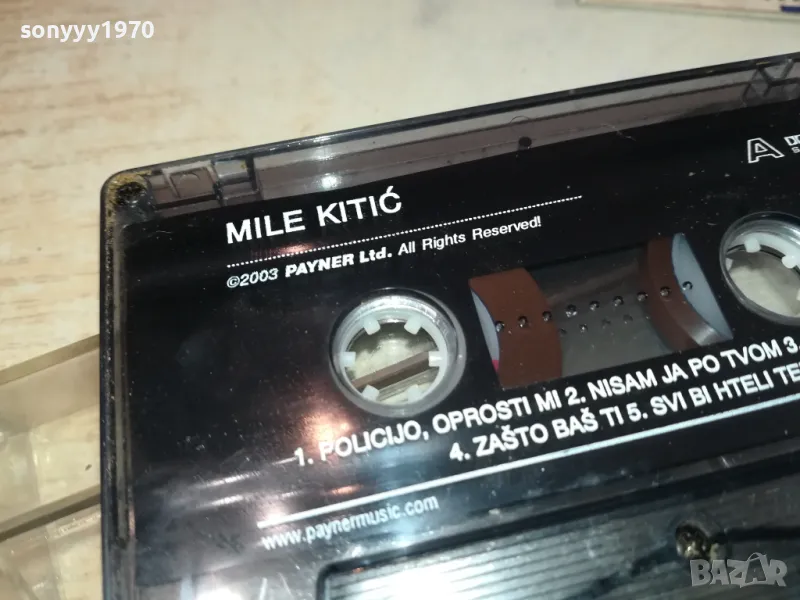 sonyyy1970
A
MILE KITIĆ
©2003 PAYNER Ltd. All Rights Reserved!
1. POLICIJO, OPROSTI MI 2. NISAM JA PO TVOM 3.
4. ZAŠTO BAŠ TI 5. SVI BI HTELI
www.paynermusic.com
BAZAR